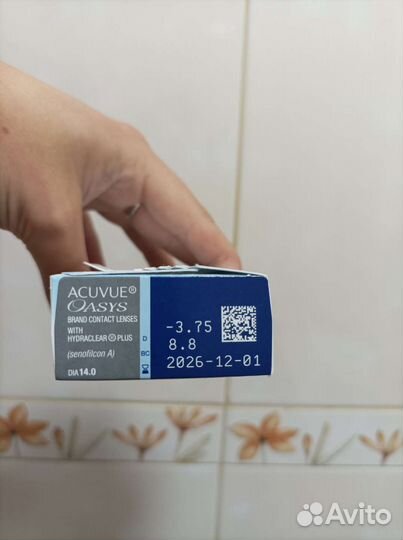 ACUVUE®
OASYS
BRAND CONTACT LENSES
WITH
HYDRACLEAR® PLUS
(senofilcon A)
DIA 14.0
D -3.75
BC 8.8
2026-12-01
Avito